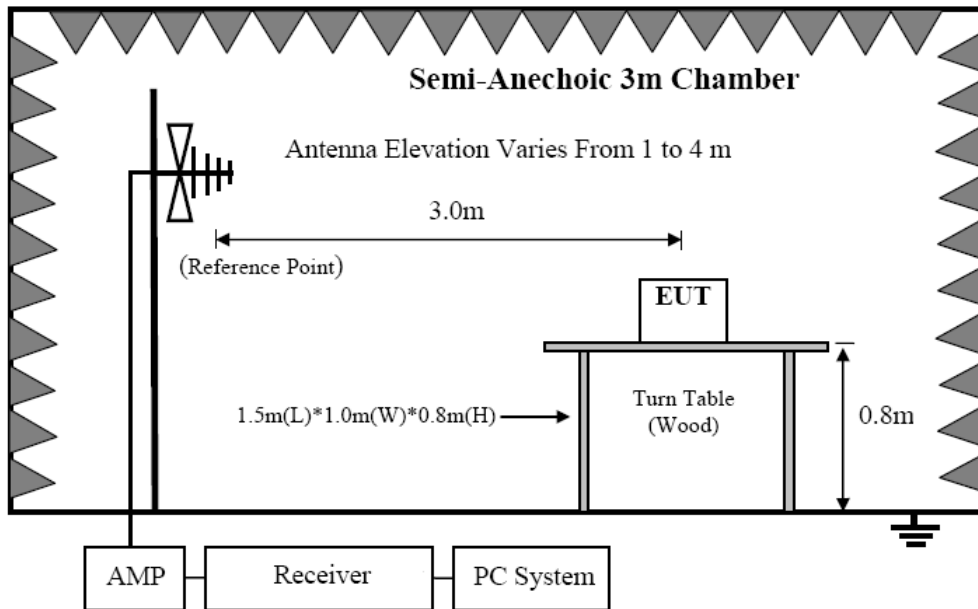 Semi-Anechoic 3m Chamber
Antenna Elevation Varies From 1 to 4 m
3.0m
(Reference Point)
EUT
1.5m(L)*1.0m(W)*0.8m(H)
Turn Table
(Wood)
0.8m
AMP
Receiver
PC System